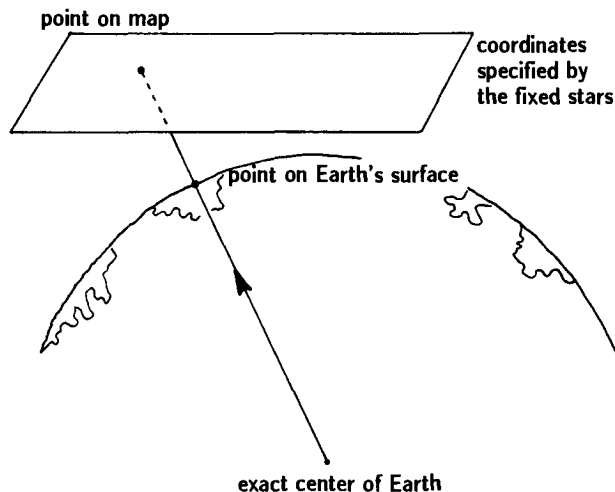 point on map
coordinates
specified by
the fixed stars
point on Earth's surface
exact center of Earth